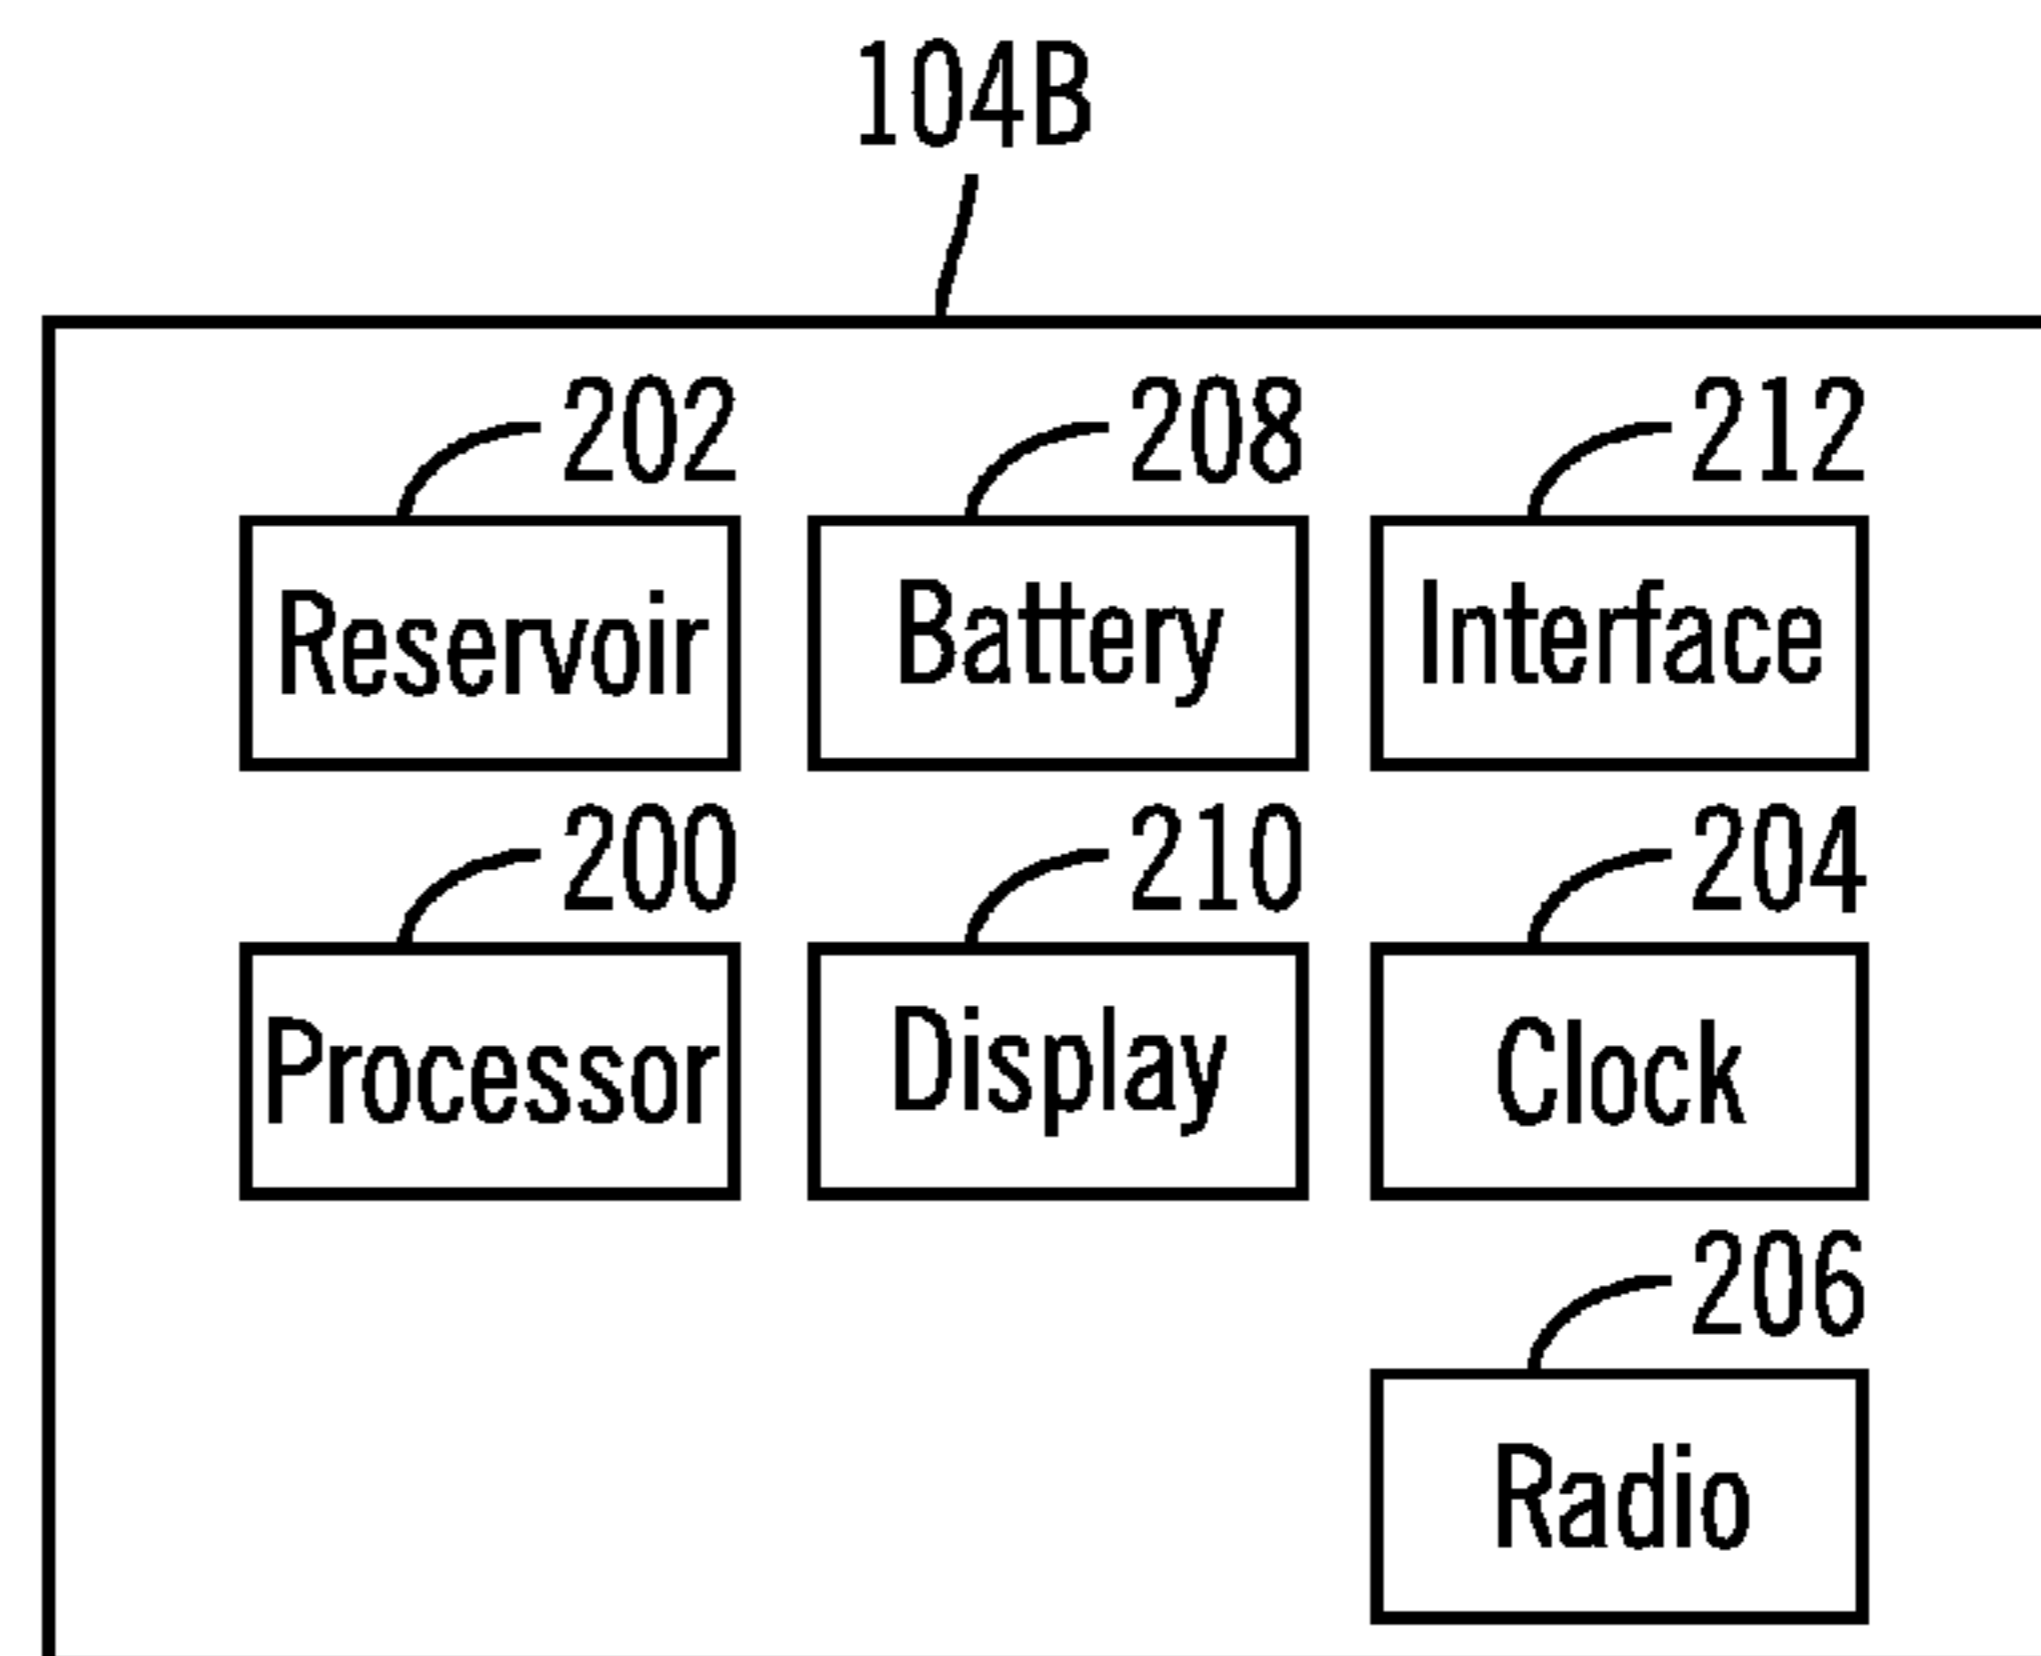 104B
202 208 212
Reservoir Battery Interface
200 210 204
Processor Display Clock
206
Radio